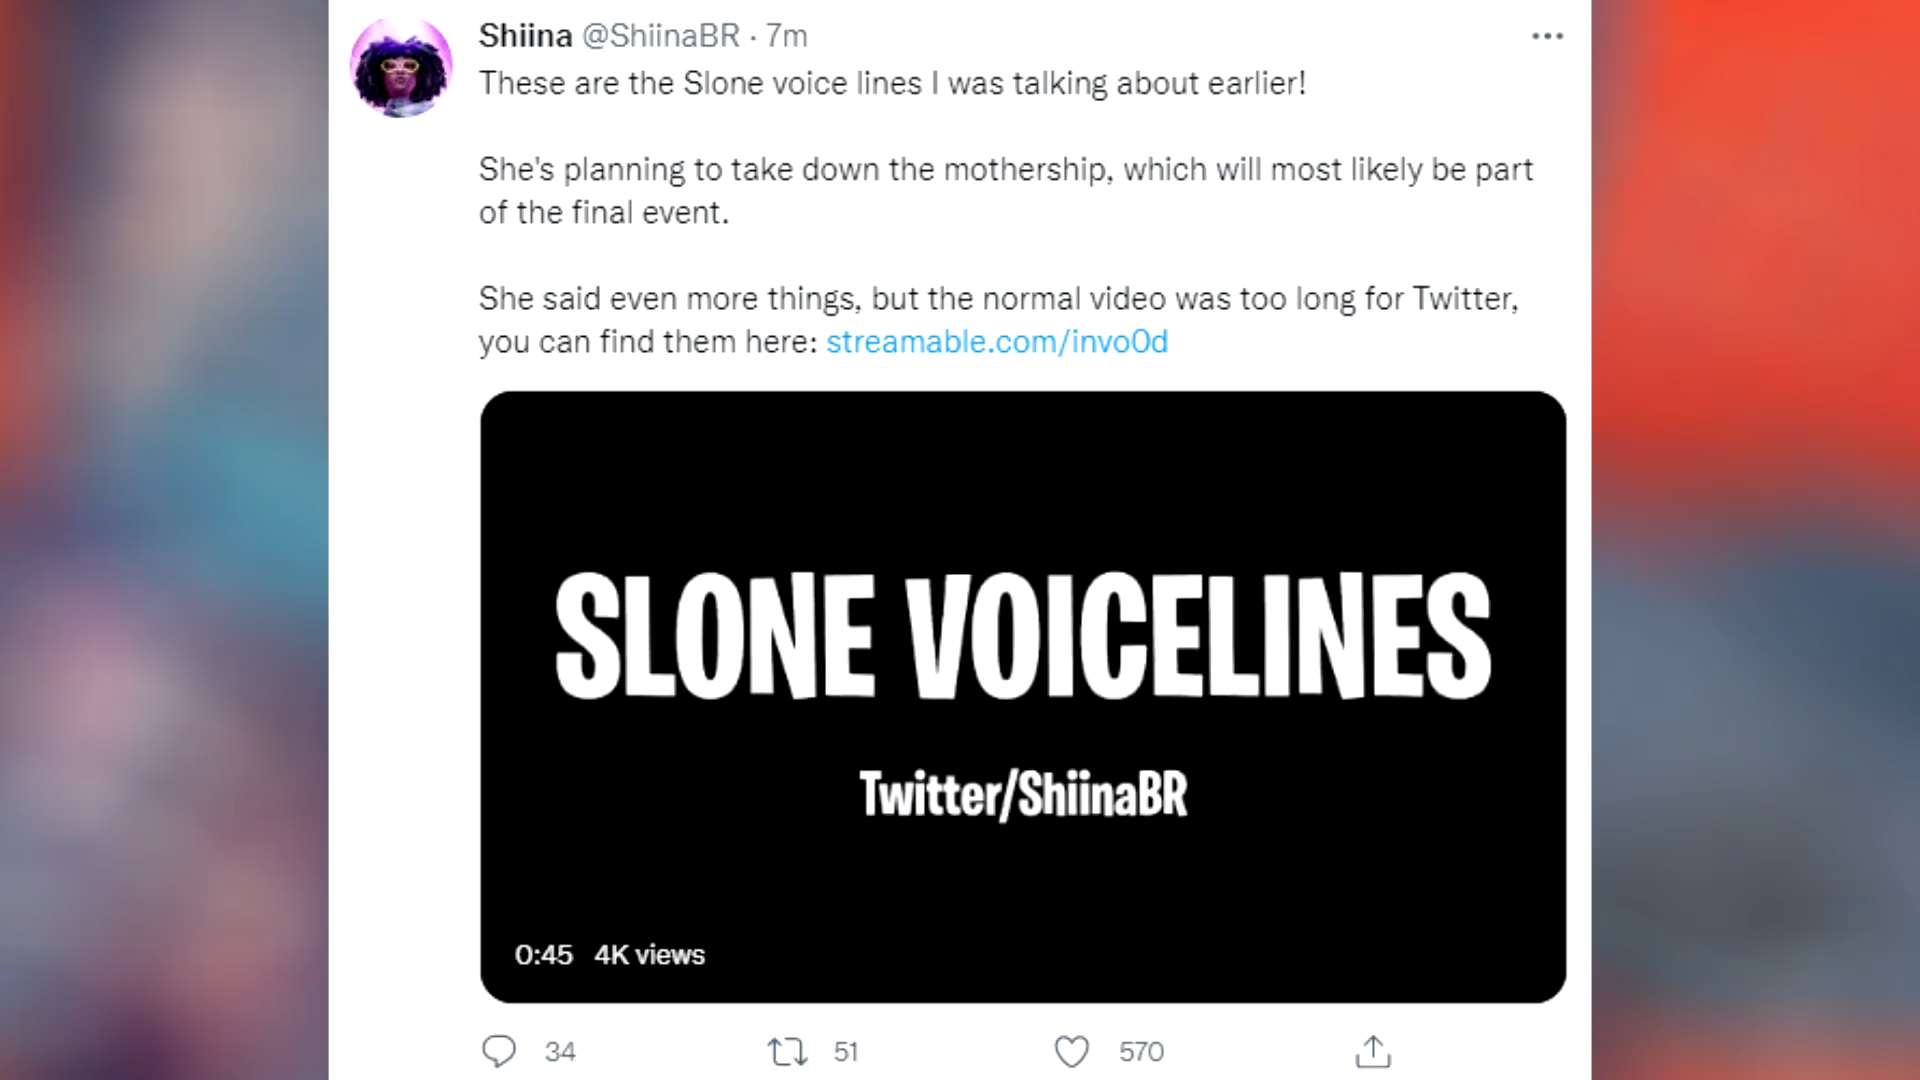 Shiina @ShiinaBR · 7m
These are the Slone voice lines I was talking about earlier!
She's planning to take down the mothership, which will most likely be part
of the final event.
She said even more things, but the normal video was too long for Twitter,
you can find them here: streamable.com/invo0d
SLONE VOICELINES
Twitter/ShiinaBR
0:45 4K views
34 51 570